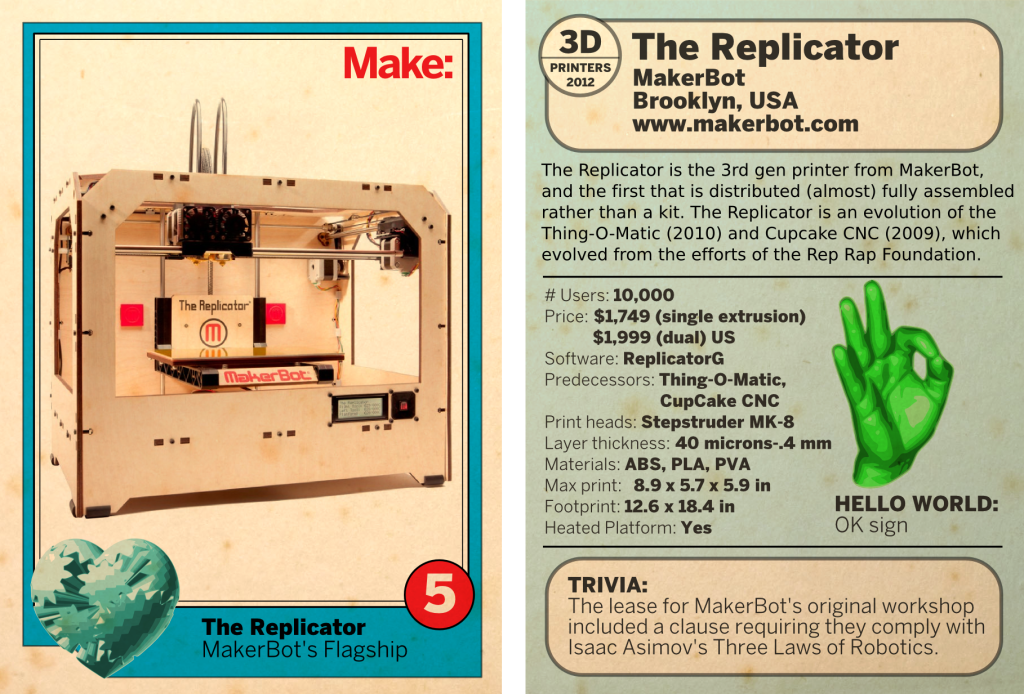 Make:
The Replicator
MakerBot
5
The Replicator
MakerBot's Flagship
3D
PRINTERS
2012
The Replicator
MakerBot
Brooklyn, USA
www.makerbot.com
The Replicator is the 3rd gen printer from MakerBot,
and the first that is distributed (almost) fully assembled
rather than a kit. The Replicator is an evolution of the
Thing-O-Matic (2010) and Cupcake CNC (2009), which
evolved from the efforts of the Rep Rap Foundation.
# Users: 10,000
Price: $1,749 (single extrusion)
$1,999 (dual) US
Software: ReplicatorG
Predecessors: Thing-O-Matic,
CupCake CNC
Print heads: Stepstruder MK-8
Layer thickness: 40 microns-.4 mm
Materials: ABS, PLA, PVA
Max print: 8.9 x 5.7 x 5.9 in
Footprint: 12.6 x 18.4 in
Heated Platform: Yes
HELLO WORLD:
OK sign
TRIVIA:
The lease for MakerBot's original workshop
included a clause requiring they comply with
Isaac Asimov's Three Laws of Robotics.